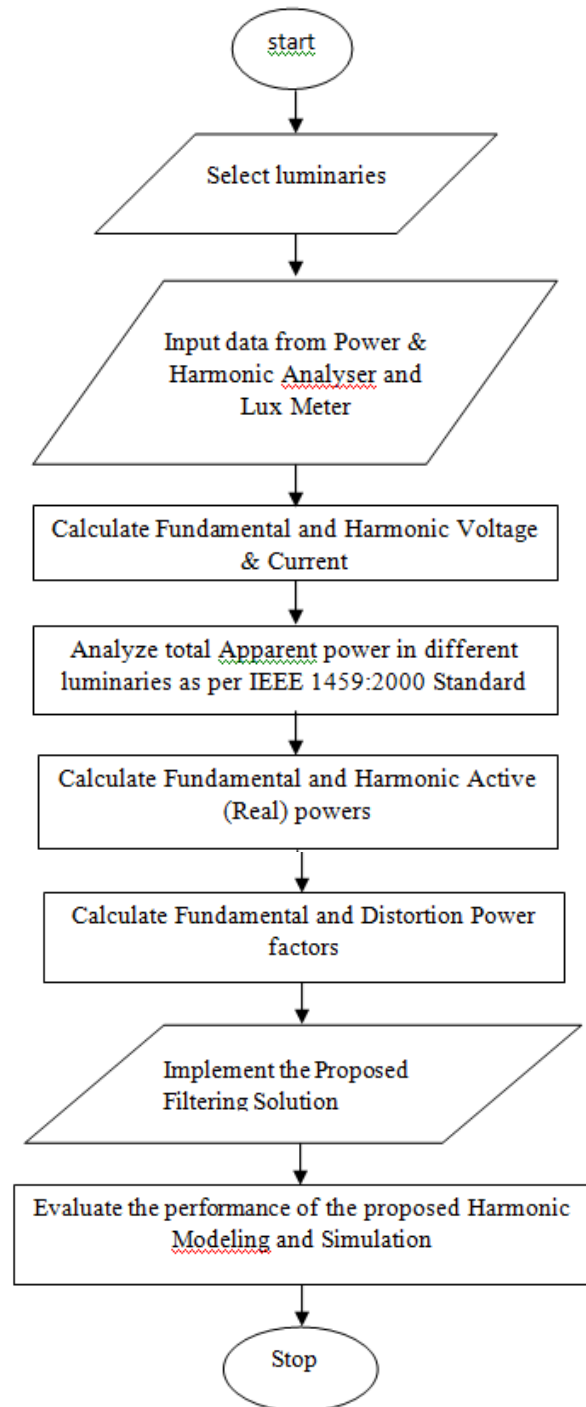 start
Select luminaries
Input data from Power &
Harmonic Analyser and
Lux Meter
Calculate Fundamental and Harmonic Voltage
& Current
Analyze total Apparent power in different
luminaries as per IEEE 1459:2000 Standard
Calculate Fundamental and Harmonic Active
(Real) powers
Calculate Fundamental and Distortion Power
factors
Implement the Proposed
Filtering Solution
Evaluate the performance of the proposed Harmonic
Modeling and Simulation
Stop